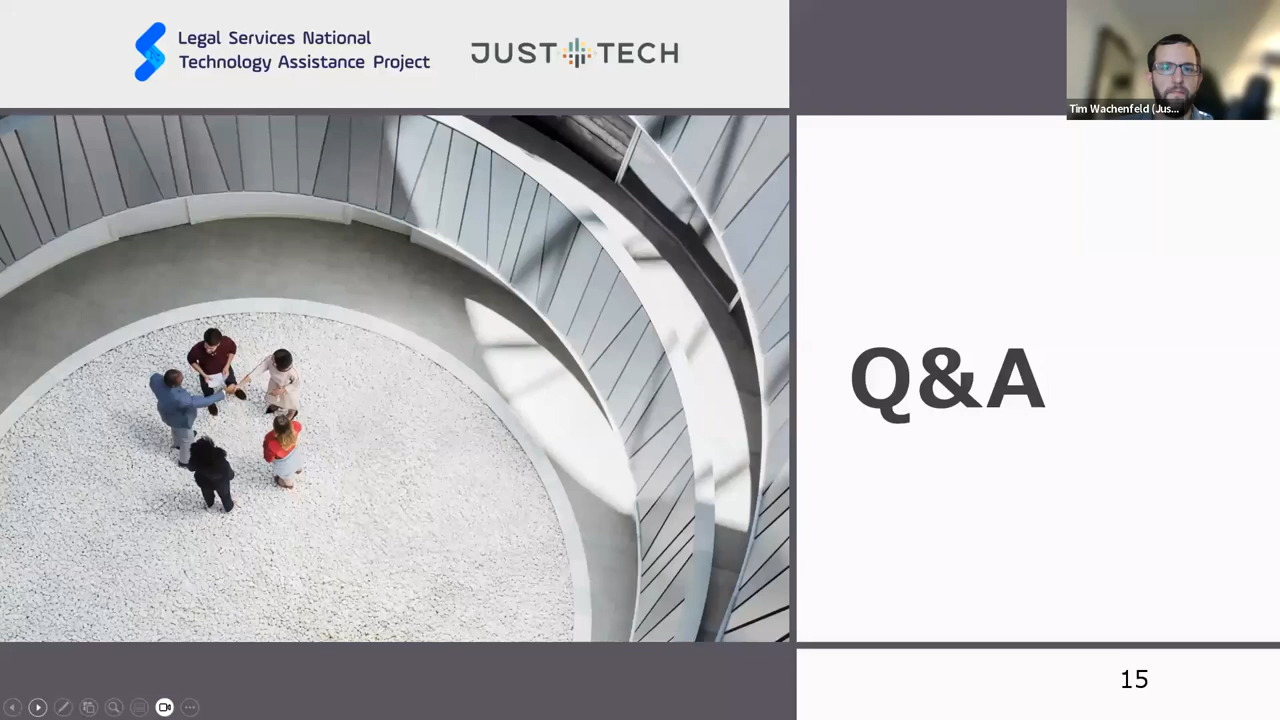 Legal Services National
Technology Assistance Project
JUST TECH
Tim Wachenfeld (Jus...
Q&A
15